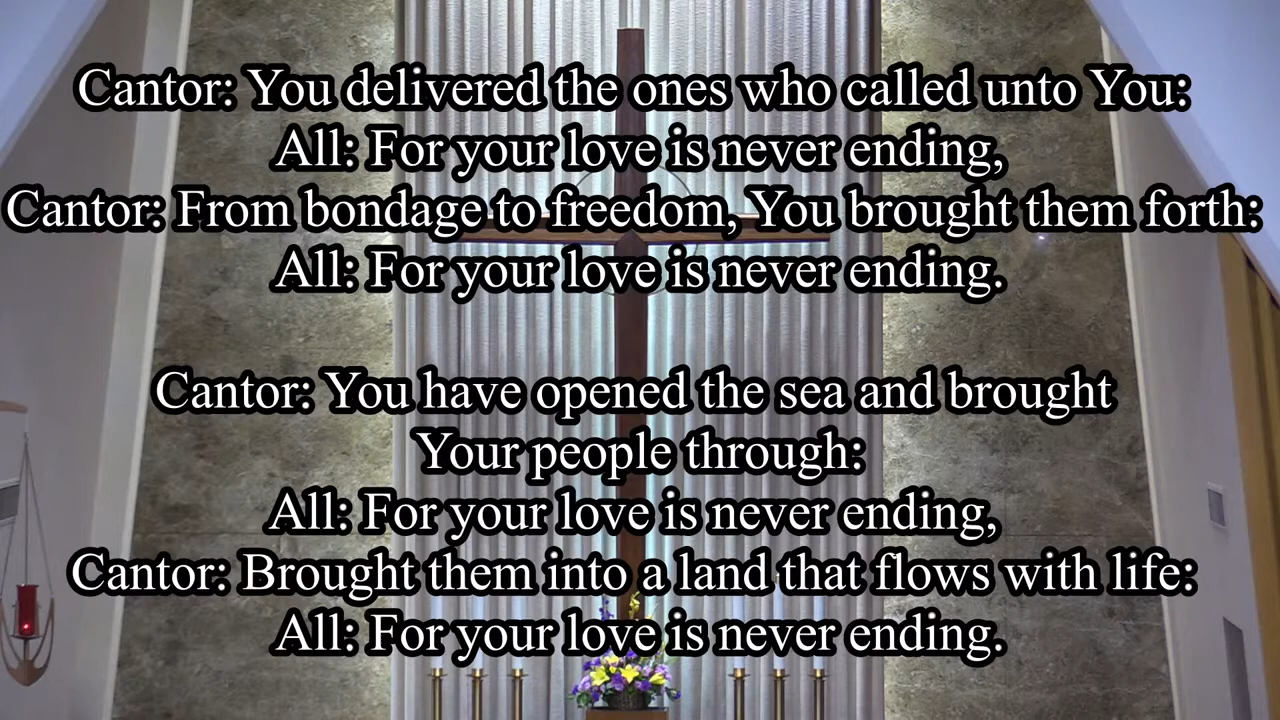 Cantor: You delivered the ones who called unto You:
All: For your love is never ending,
Cantor: From bondage to freedom, You brought them forth:
All: For your love is never ending.
Cantor: You have opened the sea and brought
Your people through:
All: For your love is never ending,
Cantor: Brought them into a land that flows with life:
All: For your love is never ending.